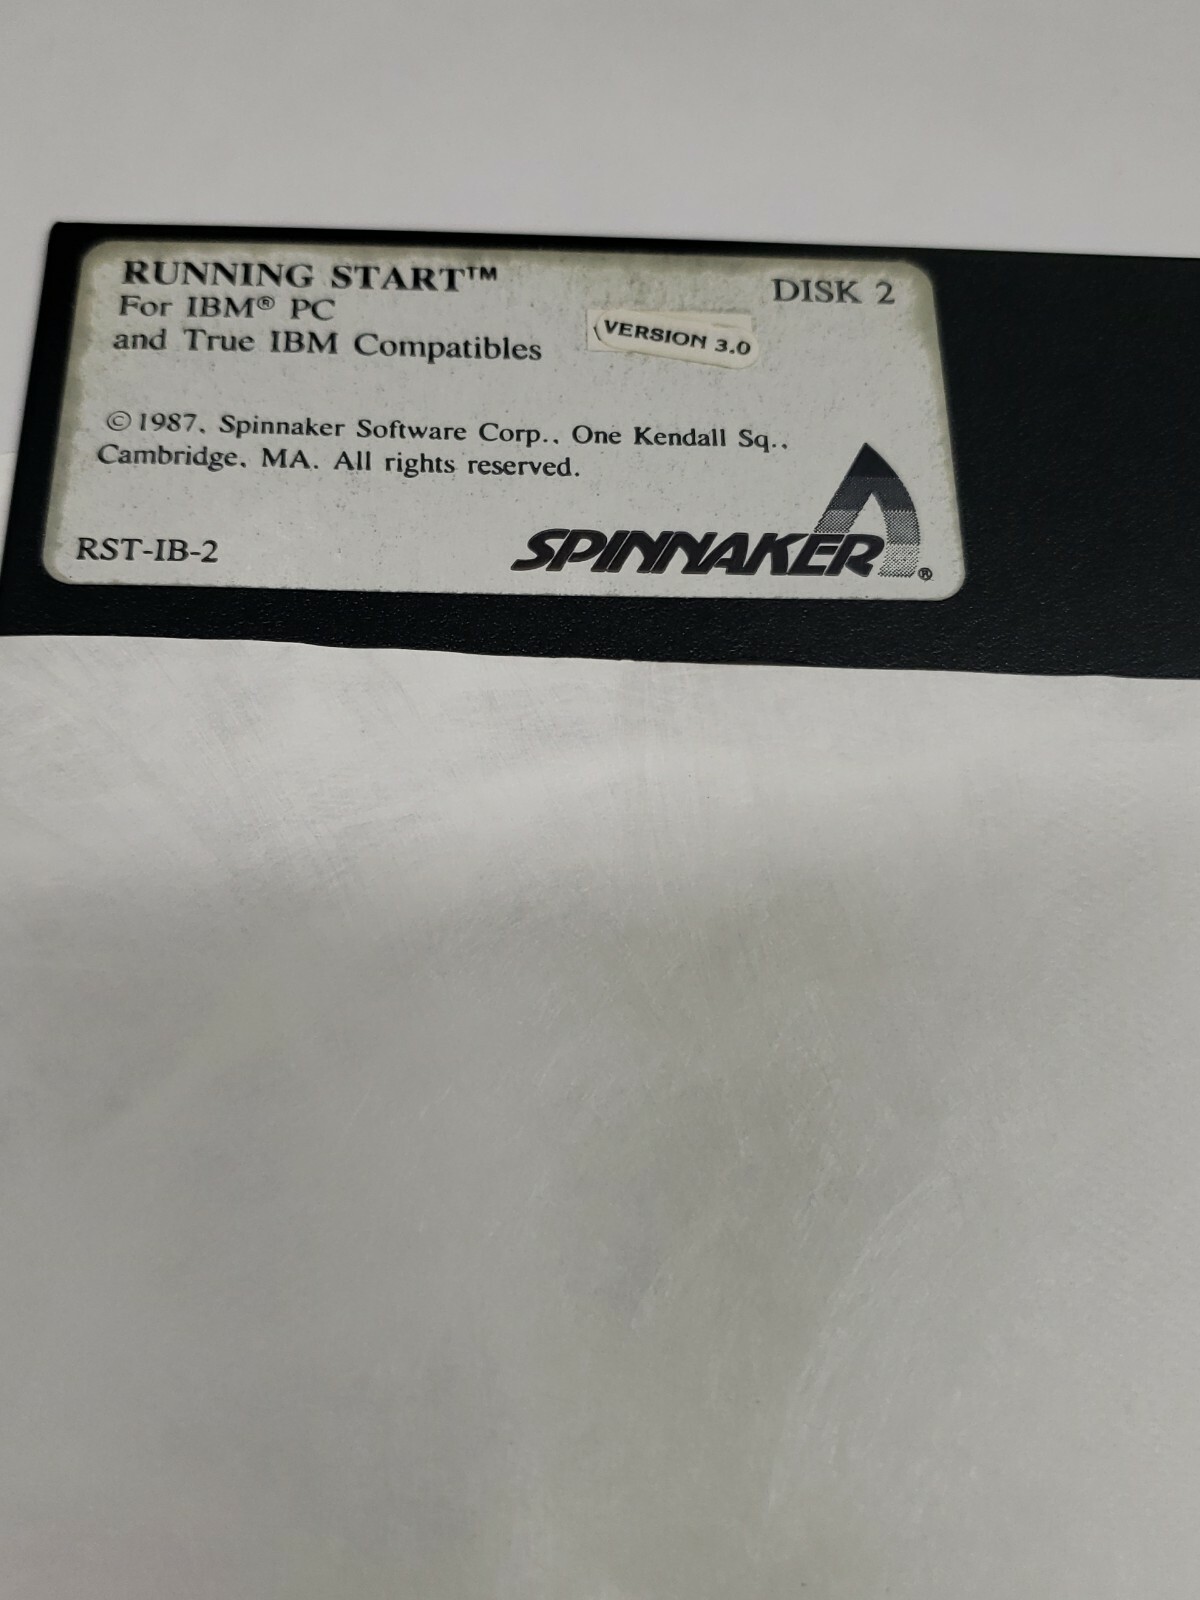 RUNNING START™
DISK 2
For IBM® PC
and True IBM Compatibles
VERSION 3.0
©1987, Spinnaker Software Corp., One Kendall Sq.,
Cambridge, MA. All rights reserved.
RST-IB-2
SPINNAKER®